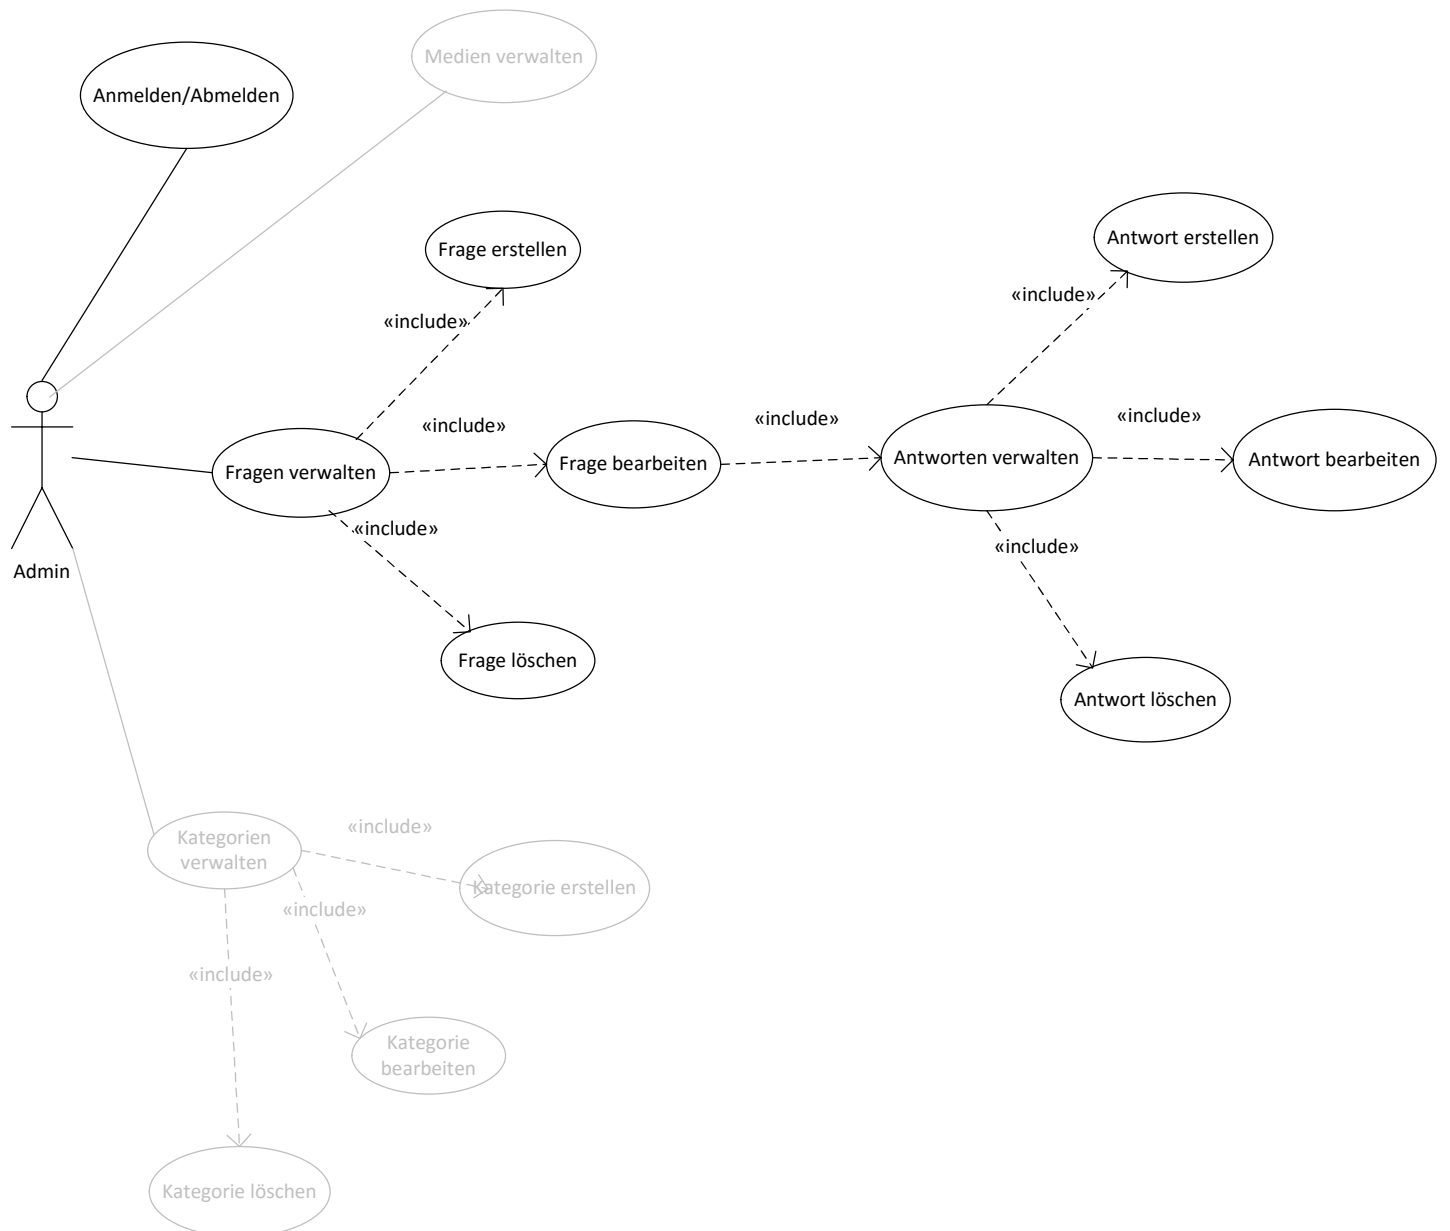 Medien verwalten
Anmelden/Abmelden
Frage erstellen
Antwort erstellen
«include»
«include»
«include»
«include»
«include»
Fragen verwalten
Frage bearbeiten
Antworten verwalten
Antwort bearbeiten
«include»
«include»
Admin
Frage löschen
Antwort löschen
Kategorien
verwalten
«include»
Kategorie erstellen
«include»
«include»
Kategorie
bearbeiten
Kategorie löschen